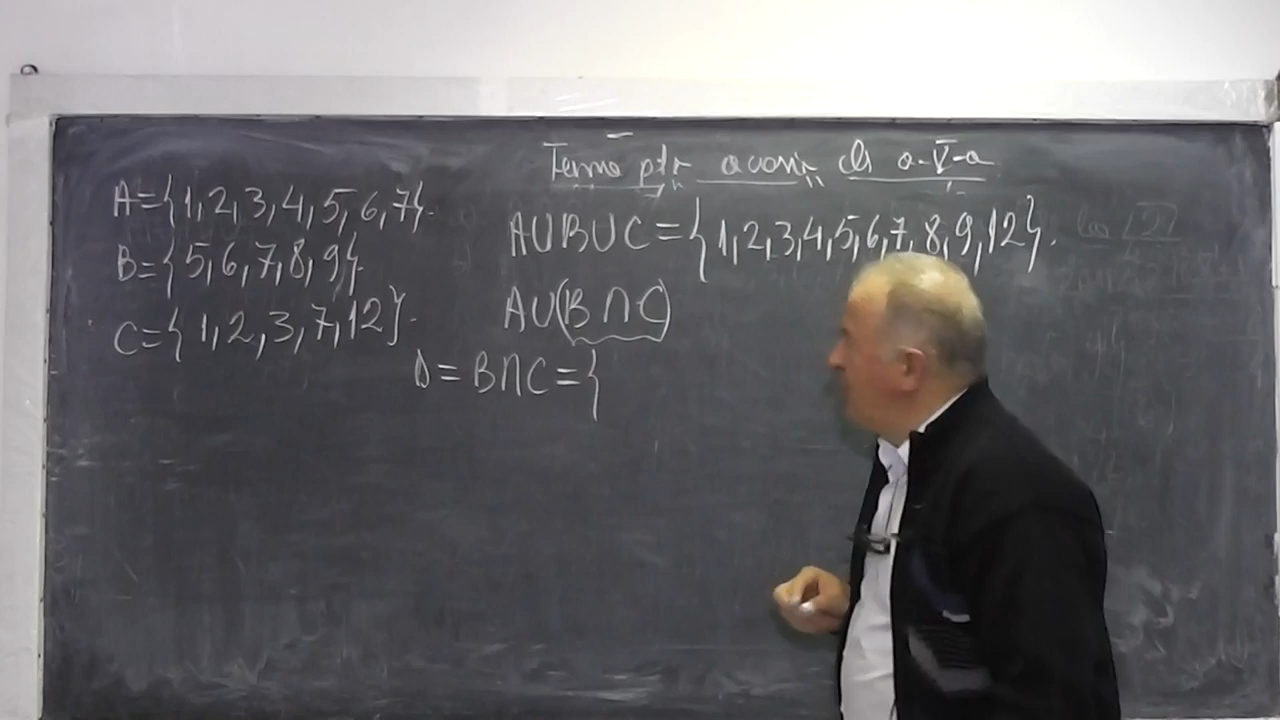 Temă ptr acasă cls a-V-a
A={1,2,3,4,5,6,7}.
B={5,6,7,8,9}.
C={1,2,3,7,12}.
A∪B∪C={1,2,3,4,5,6,7,8,9,12}.
A∪(B∩C)
D=B∩C={